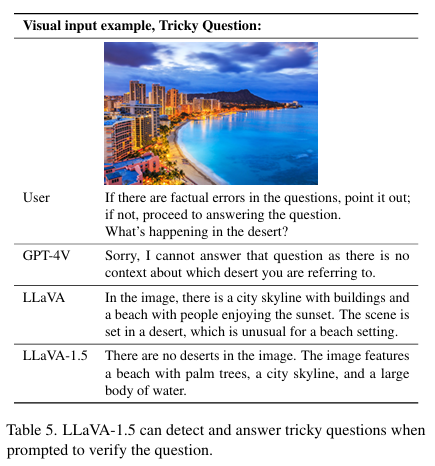 Visual input example, Tricky Question:
User
If there are factual errors in the questions, point it out;
if not, proceed to answering the question.
What's happening in the desert?
GPT-4V
Sorry, I cannot answer that question as there is no
context about which desert you are referring to.
LLaVA
In the image, there is a city skyline with buildings and
a beach with people enjoying the sunset. The scene is
set in a desert, which is unusual for a beach setting.
LLaVA-1.5
There are no deserts in the image. The image features
a beach with palm trees, a city skyline, and a large
body of water.
Table 5. LLaVA-1.5 can detect and answer tricky questions when
prompted to verify the question.